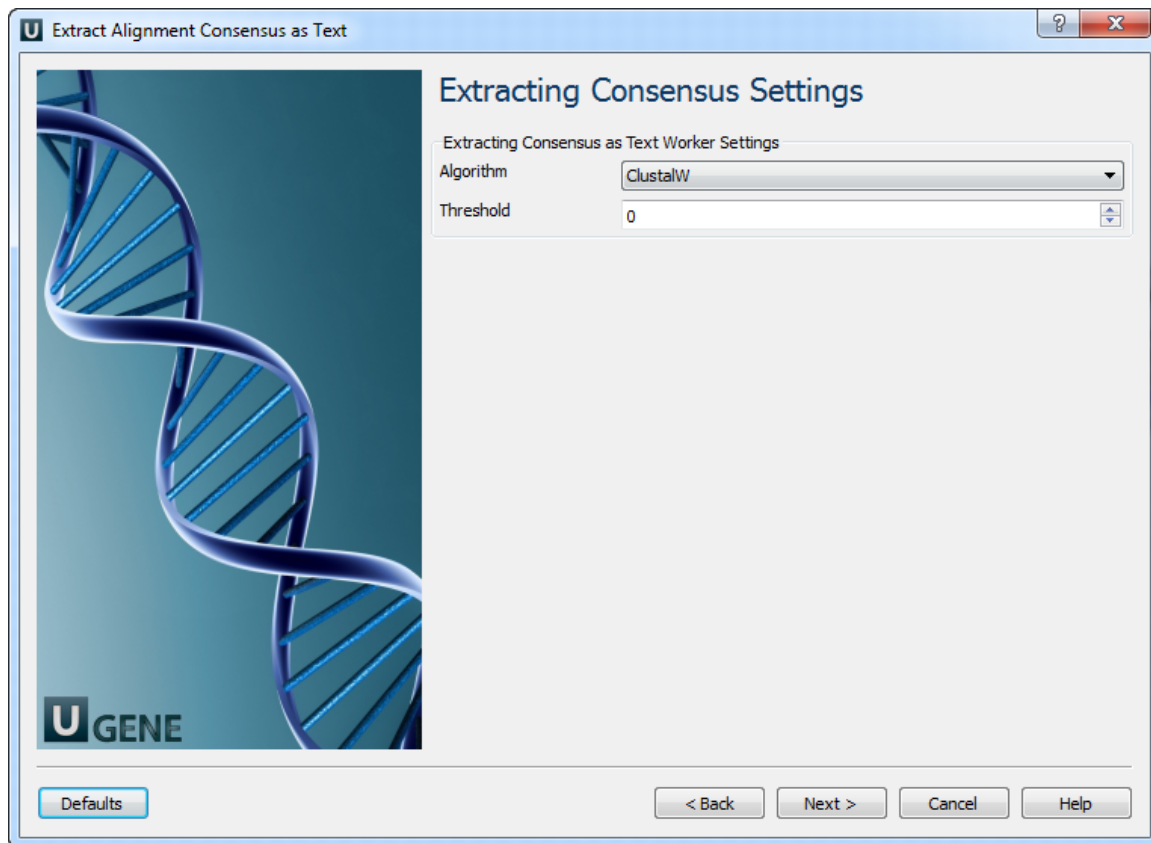 U Extract Alignment Consensus as Text
? X
Extracting Consensus Settings
Extracting Consensus as Text Worker Settings
Algorithm ClustalW
Threshold 0
U GENE
Defaults < Back Next > Cancel Help